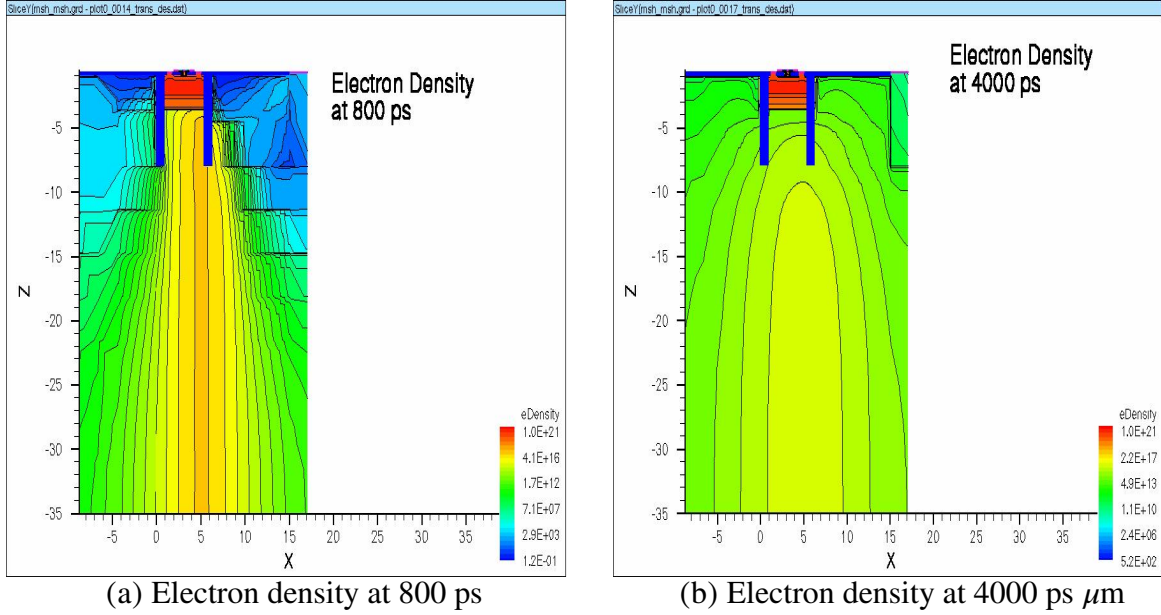 SliceY(msh_msh.grd - plot0_0014_trans_des.dat)
Electron Density
at 800 ps
Z
-5
-10
-15
-20
-25
-30
-35
-5
0
5
10
15
20
25
30
35
X
eDensity
1.0E+21
4.1E+16
1.7E+12
7.1E+07
2.9E+03
1.2E-01
(a) Electron density at 800 ps
SliceY(msh_msh.grd - plot0_0017_trans_des.dat)
Electron Density
at 4000 ps
Z
-5
-10
-15
-20
-25
-30
-35
-5
0
5
10
15
20
25
30
35
X
eDensity
1.0E+21
2.2E+17
4.9E+13
1.1E+10
2.4E+06
5.2E+02
(b) Electron density at 4000 ps μm